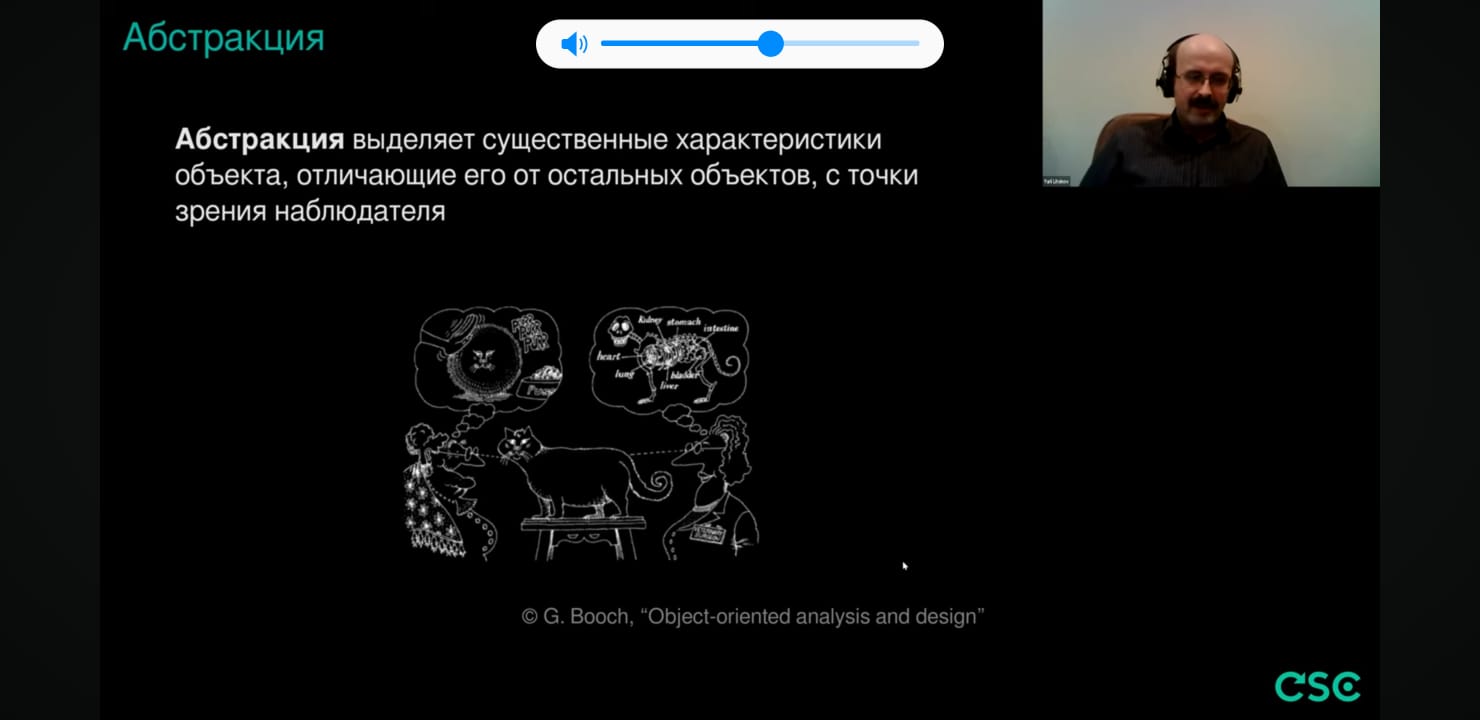 Абстракция
Абстракция выделяет существенные характеристики
объекта, отличающие его от остальных объектов, с точки
зрения наблюдателя
PURR
PURR
PURR
kidney
stomach
intestine
heart
lung
bladder
liver
© G. Booch, “Object-oriented analysis and design”
CSC